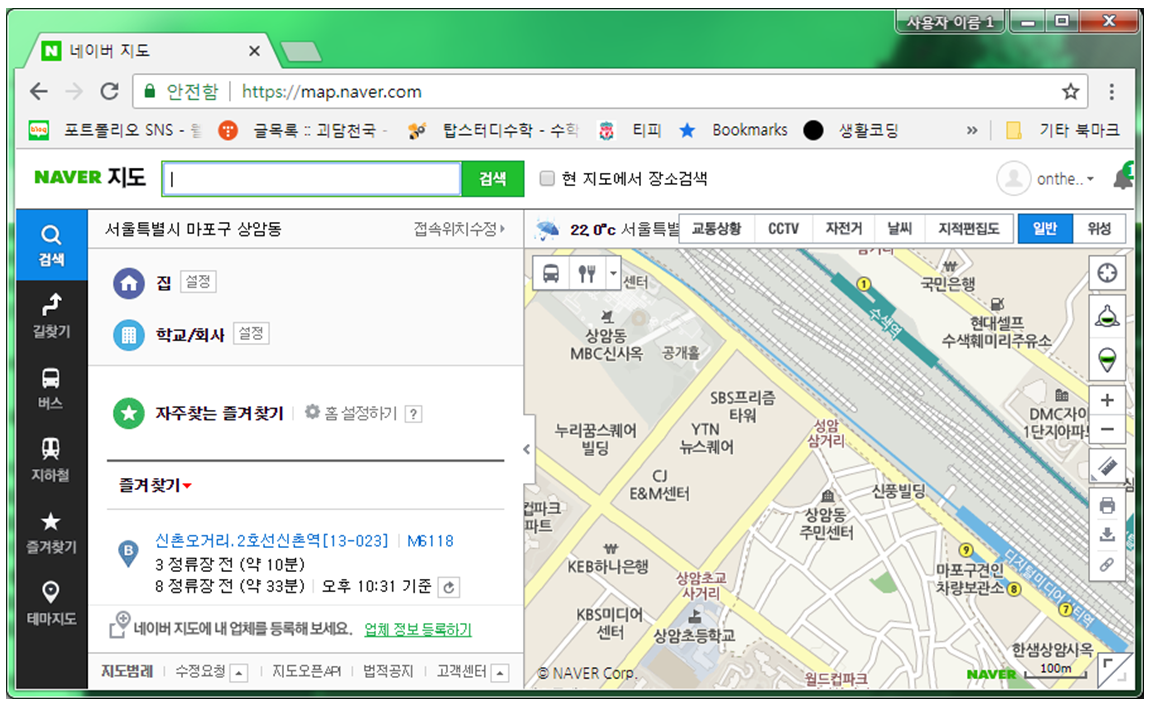 사용자 이름 1
네이버 지도
안전함 | https://map.naver.com
포트폴리오 SNS - 글목록 :: 괴담천국 - 탑스터디수학 - 수학 티피 Bookmarks 생활코딩 » 기타 북마크
NAVER 지도 검색 현 지도에서 장소검색 onthe..
1
검색
길찾기
버스
지하철
즐겨찾기
테마지도
서울특별시 마포구 상암동 접속위치수정
집 설정
학교/회사 설정
자주찾는 즐겨찾기 | 홈 설정하기 ?
즐겨찾기
B
신촌오거리.2호선신촌역[13-023] | M6118
3 정류장 전 (약 10분)
8 정류장 전 (약 33분) | 오후 10:31 기준
네이버 지도에 내 업체를 등록해 보세요. 업체 정보 등록하기
지도범례 | 수정요청 | 지도오픈API | 법적공지 | 고객센터
22.0℃ 서울특별 교통상황 CCTV 자전거 날씨 지적편집도 일반 위성
센터
상암동
MBC신사옥
공개홀
1
수색역
국민은행
현대셀프
수색훼미리주유소
SBS프리즘
타워
YTN
뉴스퀘어
누리꿈스퀘어
빌딩
CJ
E&M센터
성암
삼거리
DMC자이
1단지아파트
신풍빌딩
상암동
주민센터
컵파크
파트
KEB하나은행
상암초교
사거리
KBS미디어
센터
상암초등학교
월드컵파크
9
마포구견인
차량보관소
8
7
디지털미디어시티역
한샘상암사옥
© NAVER Corp.
NAVER 100m